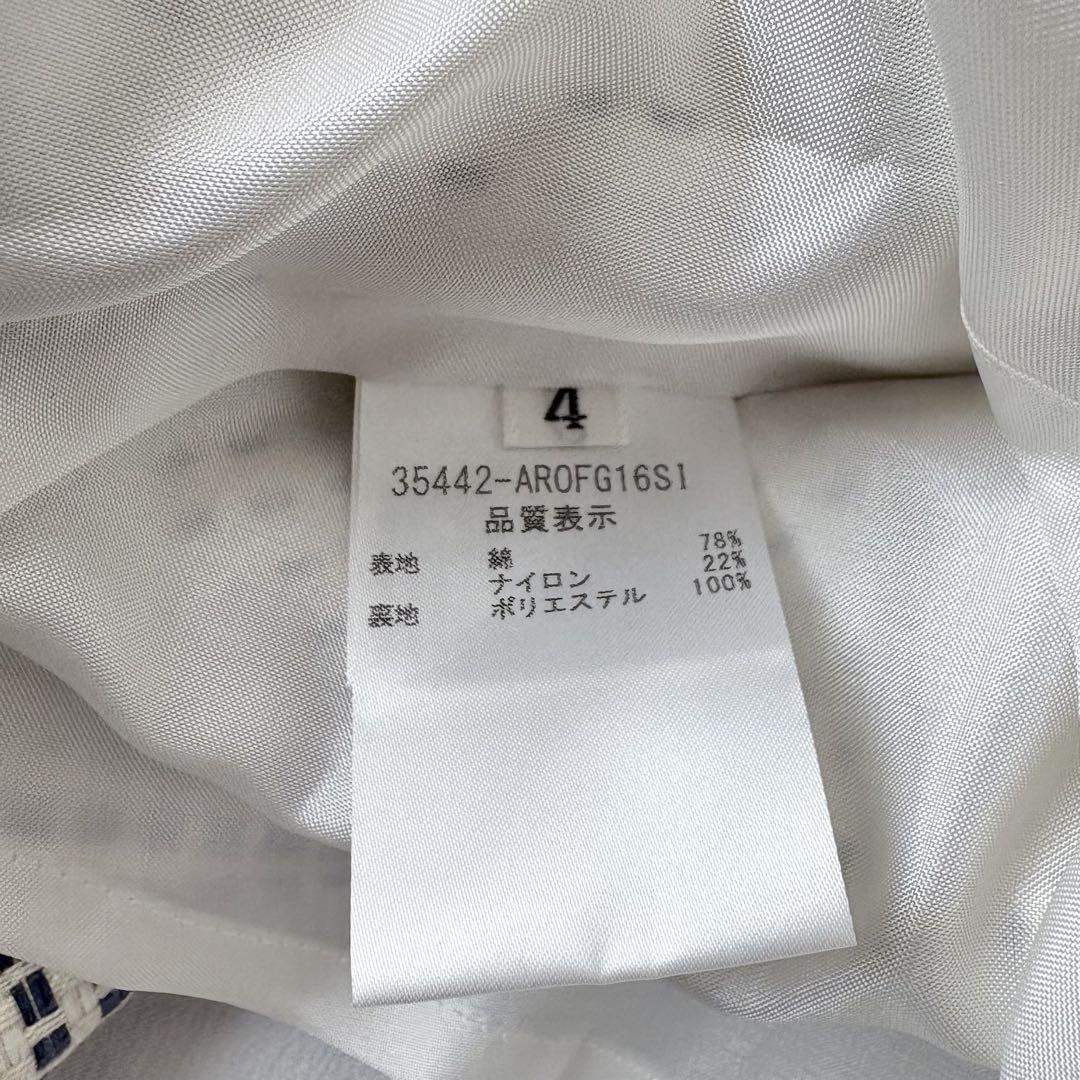 4
35442-AROFG16SI
品質表示
表地 綿 78%
ナイロン 22%
裏地 ポリエステル 100%